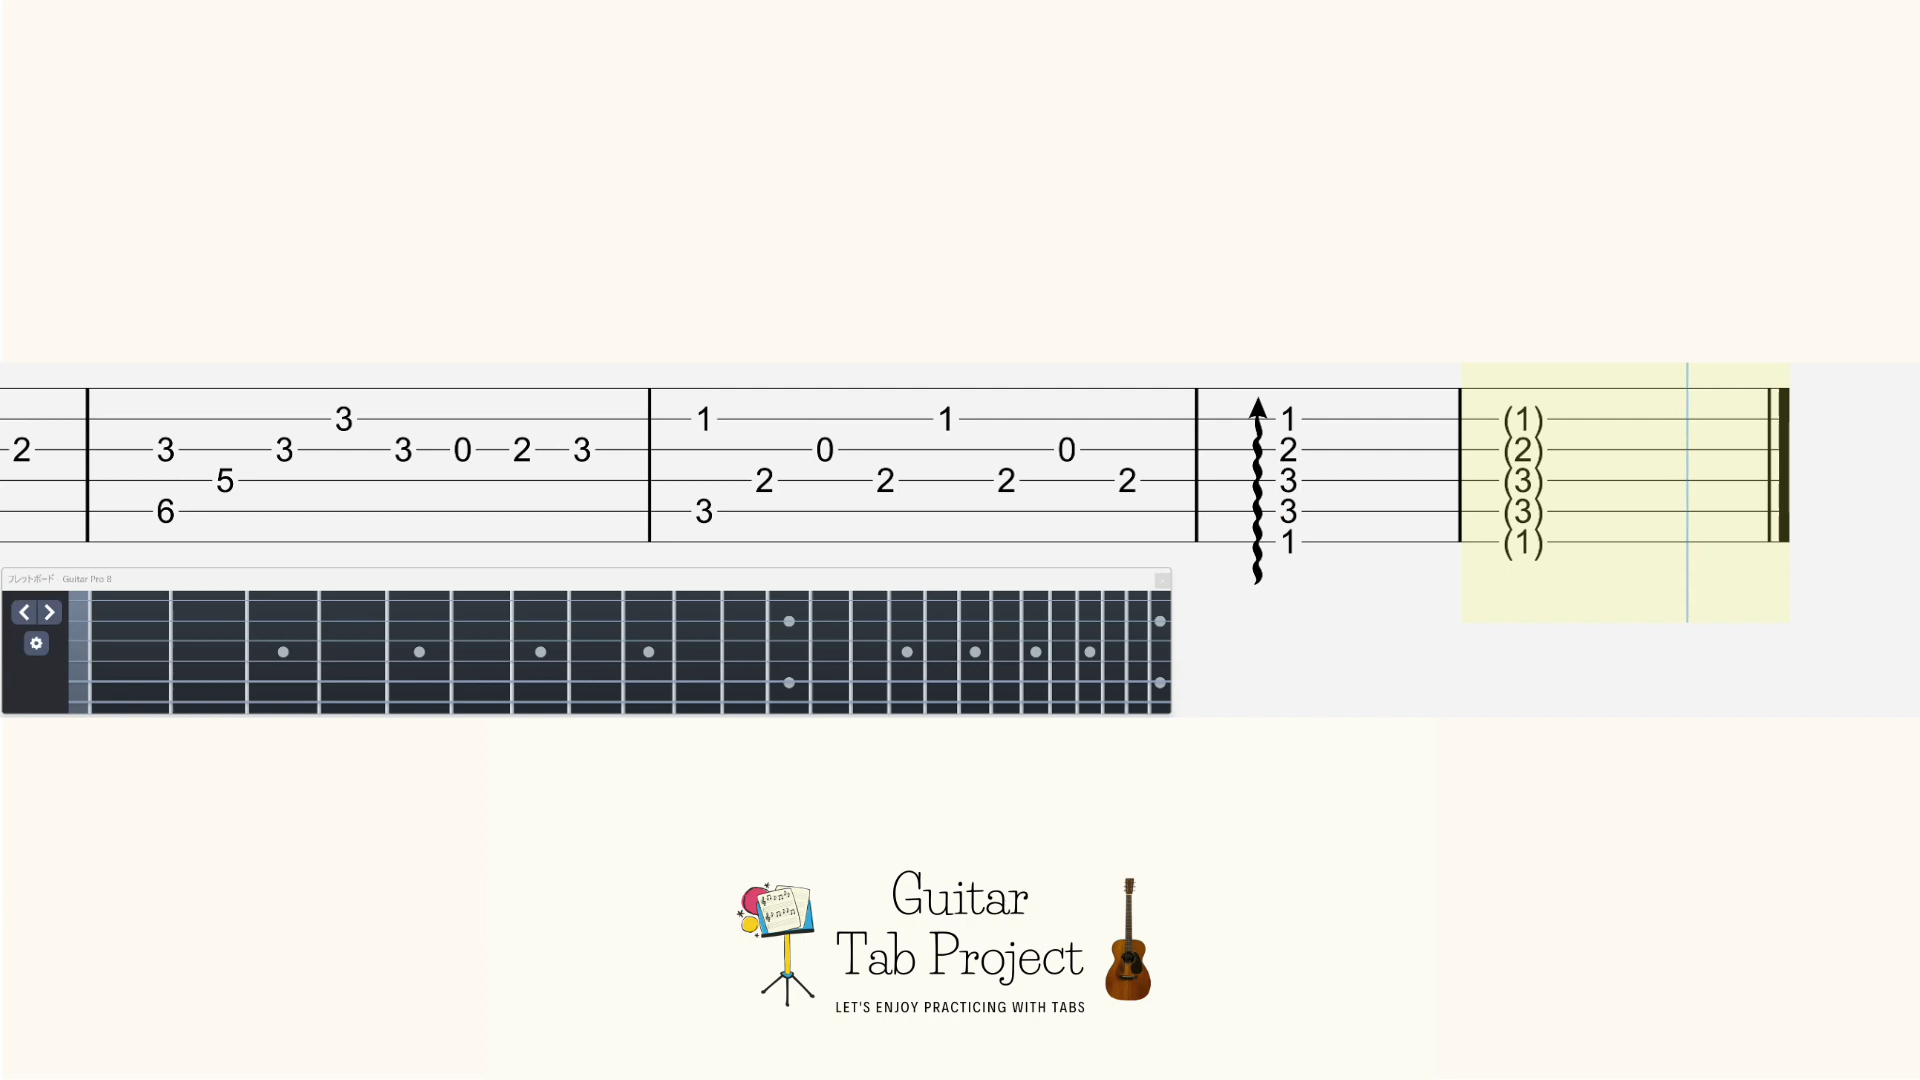 3 1 1 1 (1)
2 3 3 3 0 2 3 0 0 2 (2)
5 2 2 2 2 3 (3)
6 3 3 (3)
1 (1)
フレットボード Guitar Pro 8
Guitar
Tab Project
LET'S ENJOY PRACTICING WITH TABS